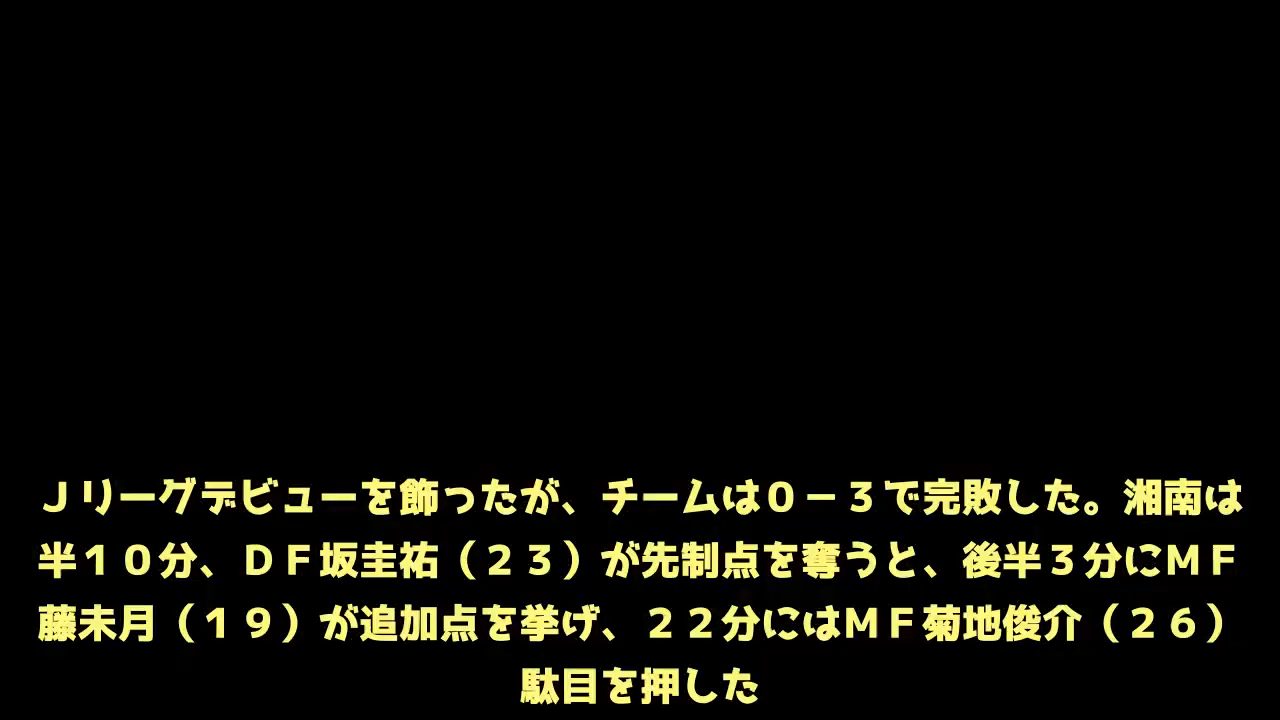 Ｊリーグデビューを飾ったが、チームは０－３で完敗した。湘南は
半１０分、ＤＦ坂圭祐（２３）が先制点を奪うと、後半３分にＭＦ
藤未月（１９）が追加点を挙げ、２２分にはＭＦ菊地俊介（２６）
駄目を押した